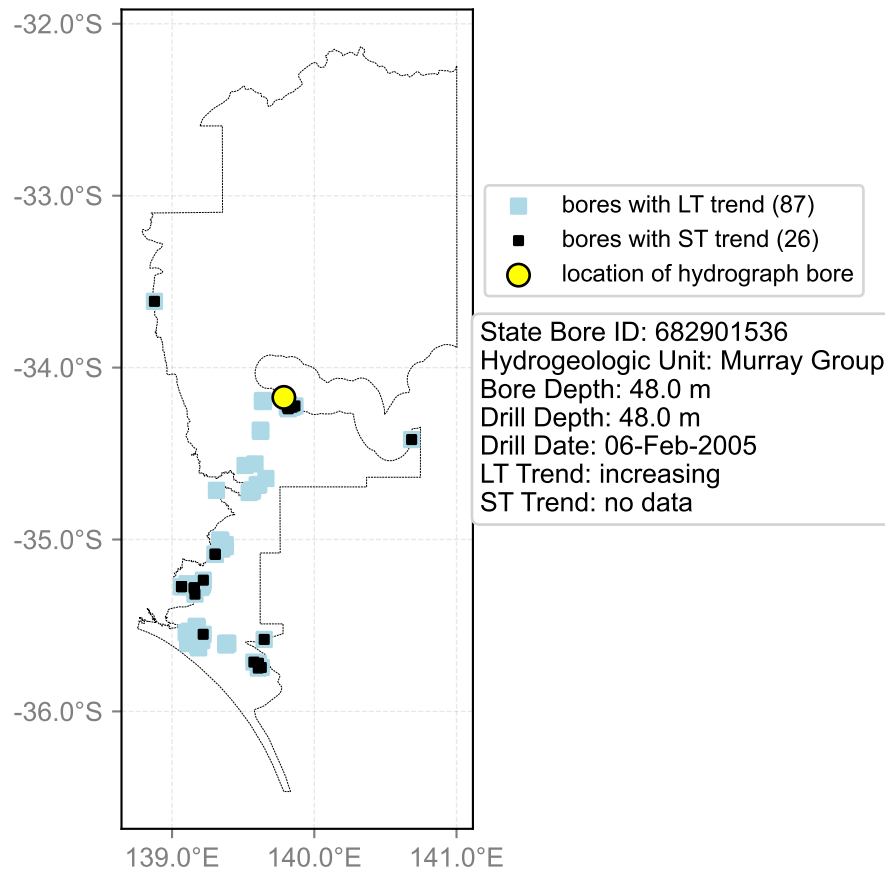 -32.0°S
-33.0°S
-34.0°S
-35.0°S
-36.0°S
139.0°E 140.0°E 141.0°E
bores with LT trend (87)
bores with ST trend (26)
location of hydrograph bore
State Bore ID: 682901536
Hydrogeologic Unit: Murray Group
Bore Depth: 48.0 m
Drill Depth: 48.0 m
Drill Date: 06-Feb-2005
LT Trend: increasing
ST Trend: no data